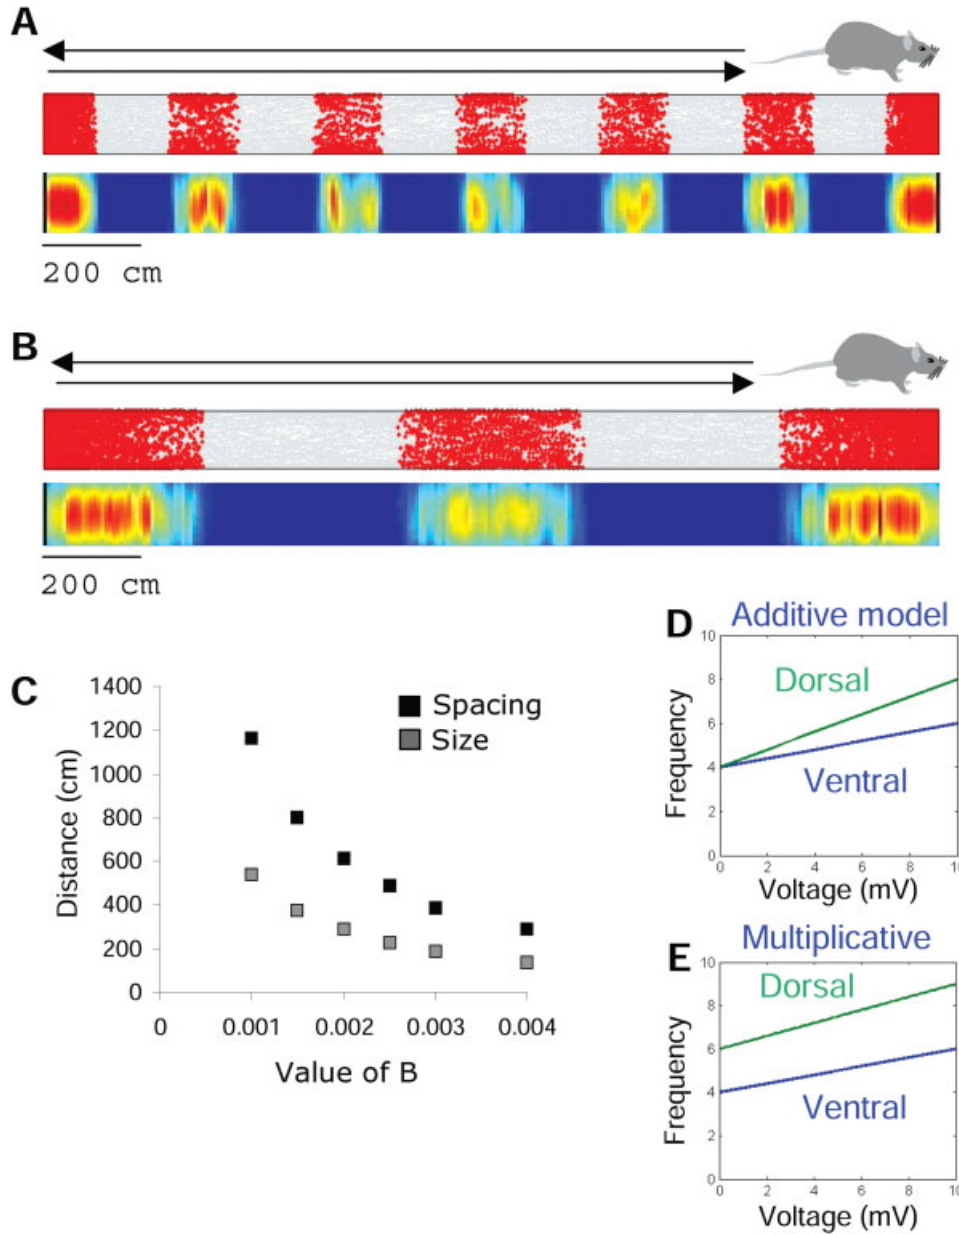 A
200 cm
B
200 cm
C
1400
1200
1000
800
600
400
200
0
Distance (cm)
0 0.001 0.002 0.003 0.004
Value of B
Spacing
Size
D
Additive model
10
8
6
4
2
0
Frequency
Dorsal
Ventral
0 2 4 6 8 10
Voltage (mV)
E
Multiplicative
10
8
6
4
2
0
Frequency
Dorsal
Ventral
0 2 4 6 8 10
Voltage (mV)